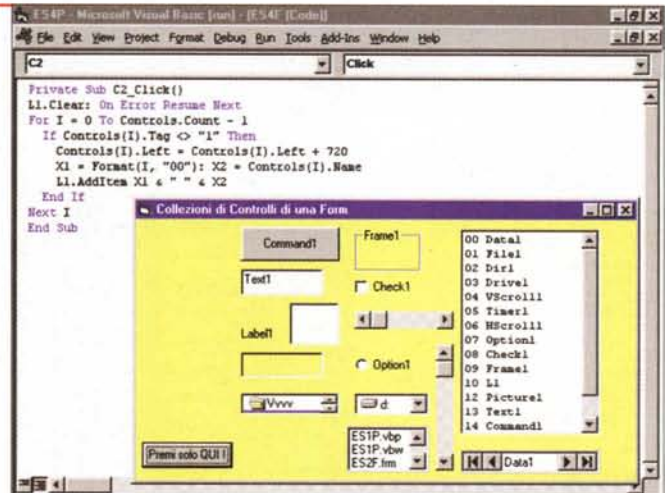 ES4P - Microsoft Visual Basic [run] - [ES4F [Code]]
File Edit View Project Format Debug Run Tools Add-Ins Window Help
C2 Click
Private Sub C2_Click()
L1.Clear: On Error Resume Next
For I = 0 To Controls.Count - 1
If Controls(I).Tag <> "1" Then
Controls(I).Left = Controls(I).Left + 720
X1 = Format(I, "00"): X2 = Controls(I).Name
L1.AddItem X1 & " " & X2
End If
Next I
End Sub
Collezioni di Controlli di una Form
Command1
Frame1
Text1
Check1
Label1
Option1
Vvvv
d:
ES1P.vbp
ES1P.vbw
ES2F.frm
Premi solo QUI !
00 Data1
01 File1
02 Dir1
03 Drive1
04 VScroll1
05 Timer1
06 HScroll1
07 Option1
08 Check1
09 Frame1
10 L1
12 Picture1
13 Text1
14 Command1
Data1